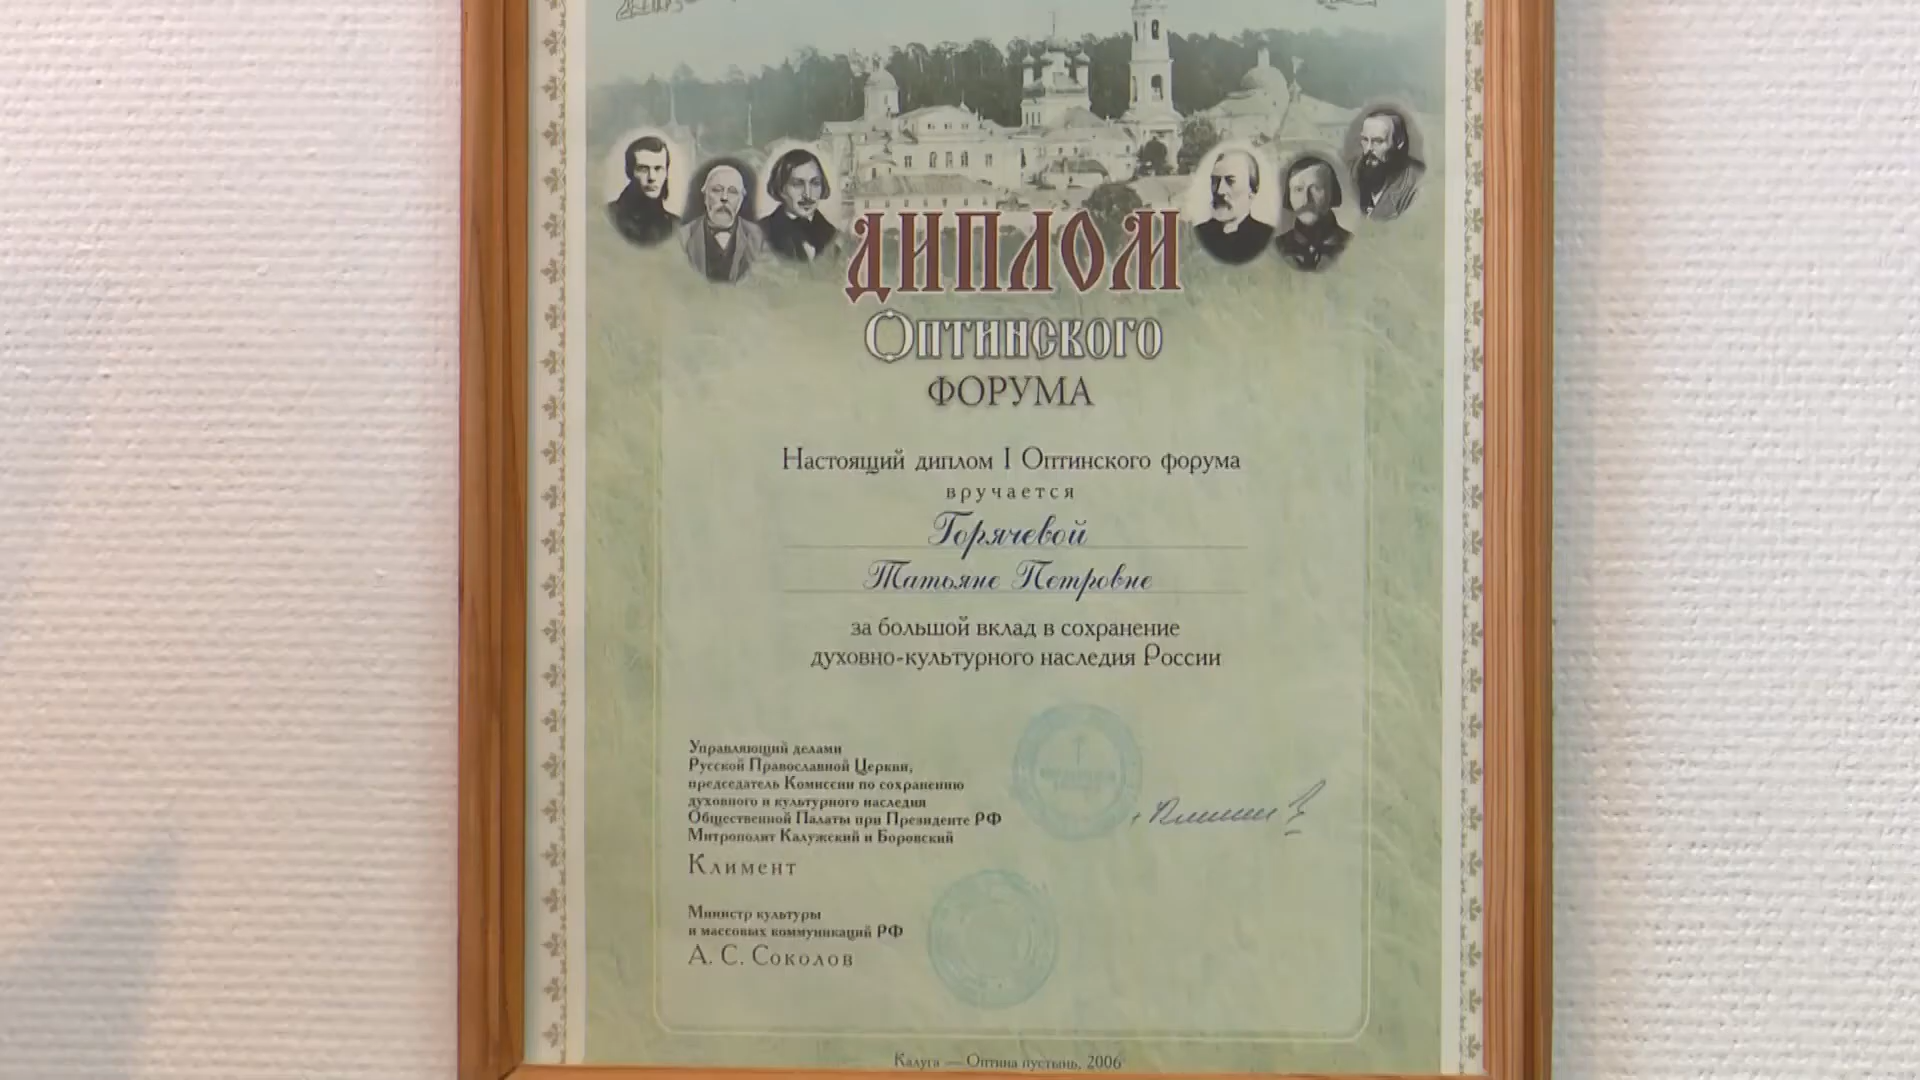 ДИПЛОМ
Оптинского
ФОРУМА
Настоящий диплом I Оптинского форума
вручается
Горячевой
Татьяне Петровне
за большой вклад в сохранение
духовно-культурного наследия России
Управляющий делами
Русской Православной Церкви,
председатель Комиссии по сохранению
духовного и культурного наследия
Общественной Палаты при Президенте РФ
Митрополит Калужский и Боровский
Климент
Министр культуры
и массовых коммуникаций РФ
А. С. Соколов
Калуга — Оптина пустынь, 2006